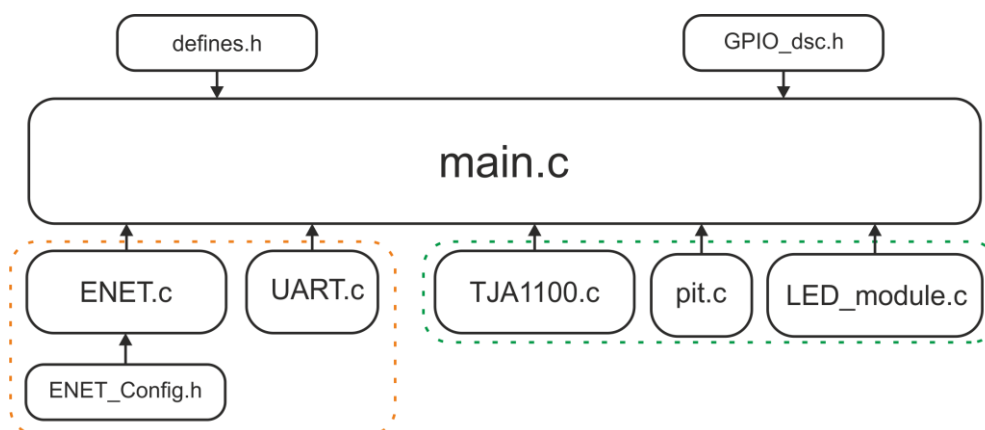 defines.h
GPIO_dsc.h
main.c
ENET.c
UART.c
TJA1100.c
pit.c
LED_module.c
ENET_Config.h